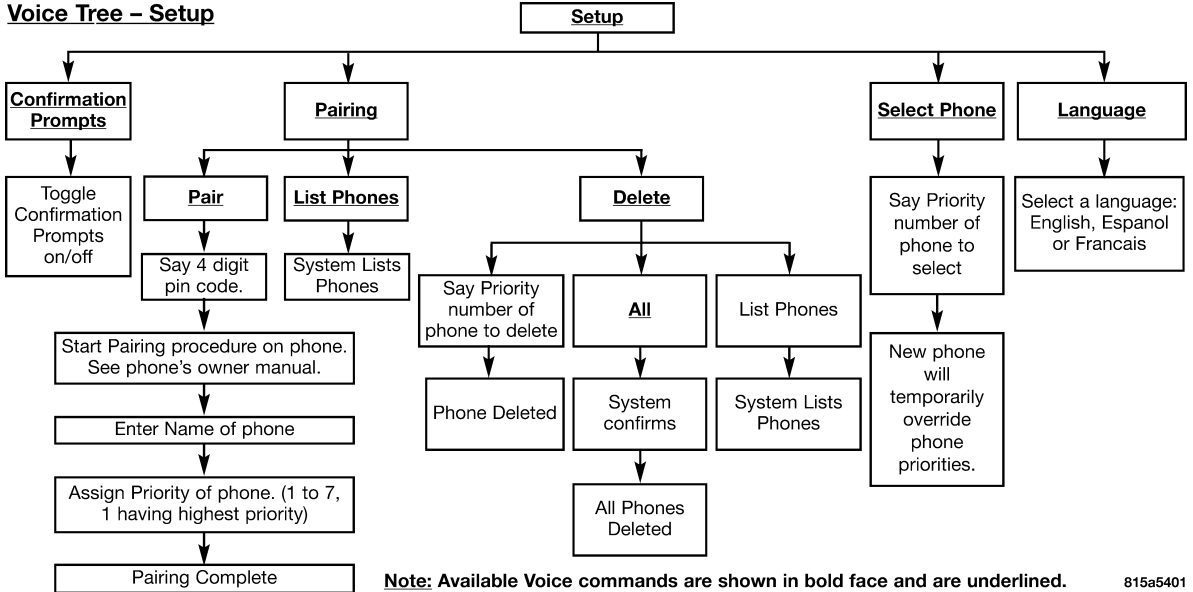 Voice Tree – Setup
Setup
Confirmation
Prompts
Pairing
Select Phone
Language
Toggle
Confirmation
Prompts
on/off
Pair
List Phones
Delete
Say Priority
number of
phone to
select
Select a language:
English, Espanol
or Francais
Say 4 digit
pin code.
System Lists
Phones
Say Priority
number of
phone to delete
All
List Phones
Start Pairing procedure on phone.
See phone's owner manual.
New phone
will
temporarily
override
phone
priorities.
Phone Deleted
System
confirms
System Lists
Phones
Enter Name of phone
Assign Priority of phone. (1 to 7,
1 having highest priority)
All Phones
Deleted
Pairing Complete
Note: Available Voice commands are shown in bold face and are underlined.
815a5401